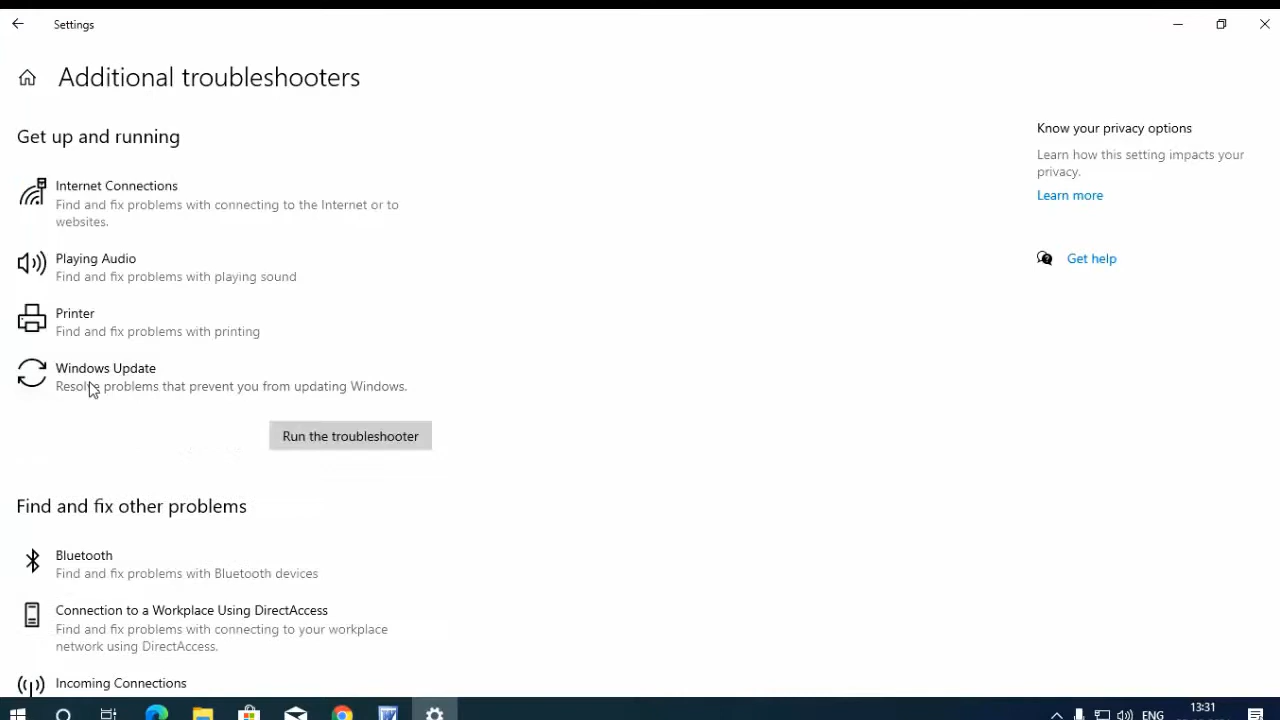 Settings
Additional troubleshooters
Get up and running
Internet Connections
Find and fix problems with connecting to the Internet or to
websites.
Playing Audio
Find and fix problems with playing sound
Printer
Find and fix problems with printing
Windows Update
Resolve problems that prevent you from updating Windows.
Run the troubleshooter
Find and fix other problems
Bluetooth
Find and fix problems with Bluetooth devices
Connection to a Workplace Using DirectAccess
Find and fix problems with connecting to your workplace
network using DirectAccess.
Incoming Connections
Know your privacy options
Learn how this setting impacts your
privacy.
Learn more
Get help
ENG
13:31